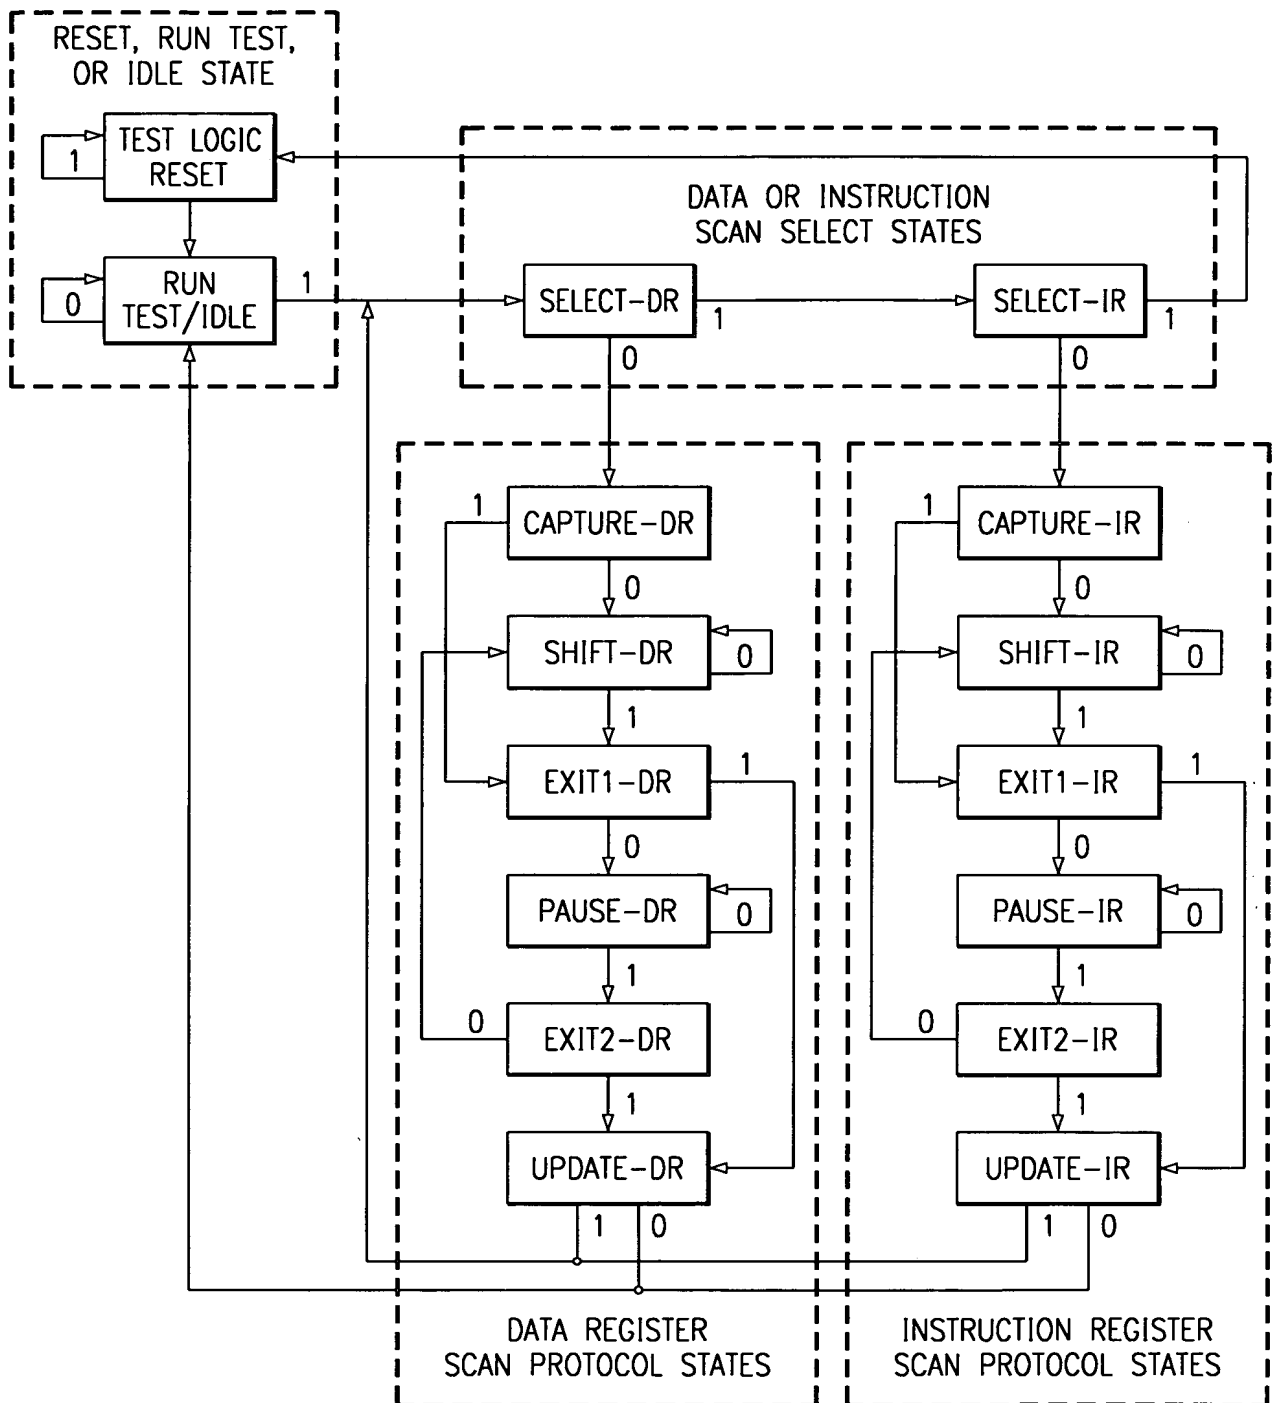 RESET, RUN TEST,
OR IDLE STATE
TEST LOGIC
RESET
1
RUN
TEST/IDLE
0
1
DATA OR INSTRUCTION
SCAN SELECT STATES
SELECT-DR
1
0
SELECT-IR
1
0
CAPTURE-DR
1
0
SHIFT-DR
0
1
EXIT1-DR
1
0
PAUSE-DR
0
1
EXIT2-DR
0
1
UPDATE-DR
1
0
DATA REGISTER
SCAN PROTOCOL STATES
CAPTURE-IR
1
0
SHIFT-IR
0
1
EXIT1-IR
1
0
PAUSE-IR
0
1
EXIT2-IR
0
1
UPDATE-IR
1
0
INSTRUCTION REGISTER
SCAN PROTOCOL STATES